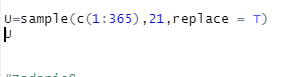 U=sample(c(1:365),21,replace = T)
U